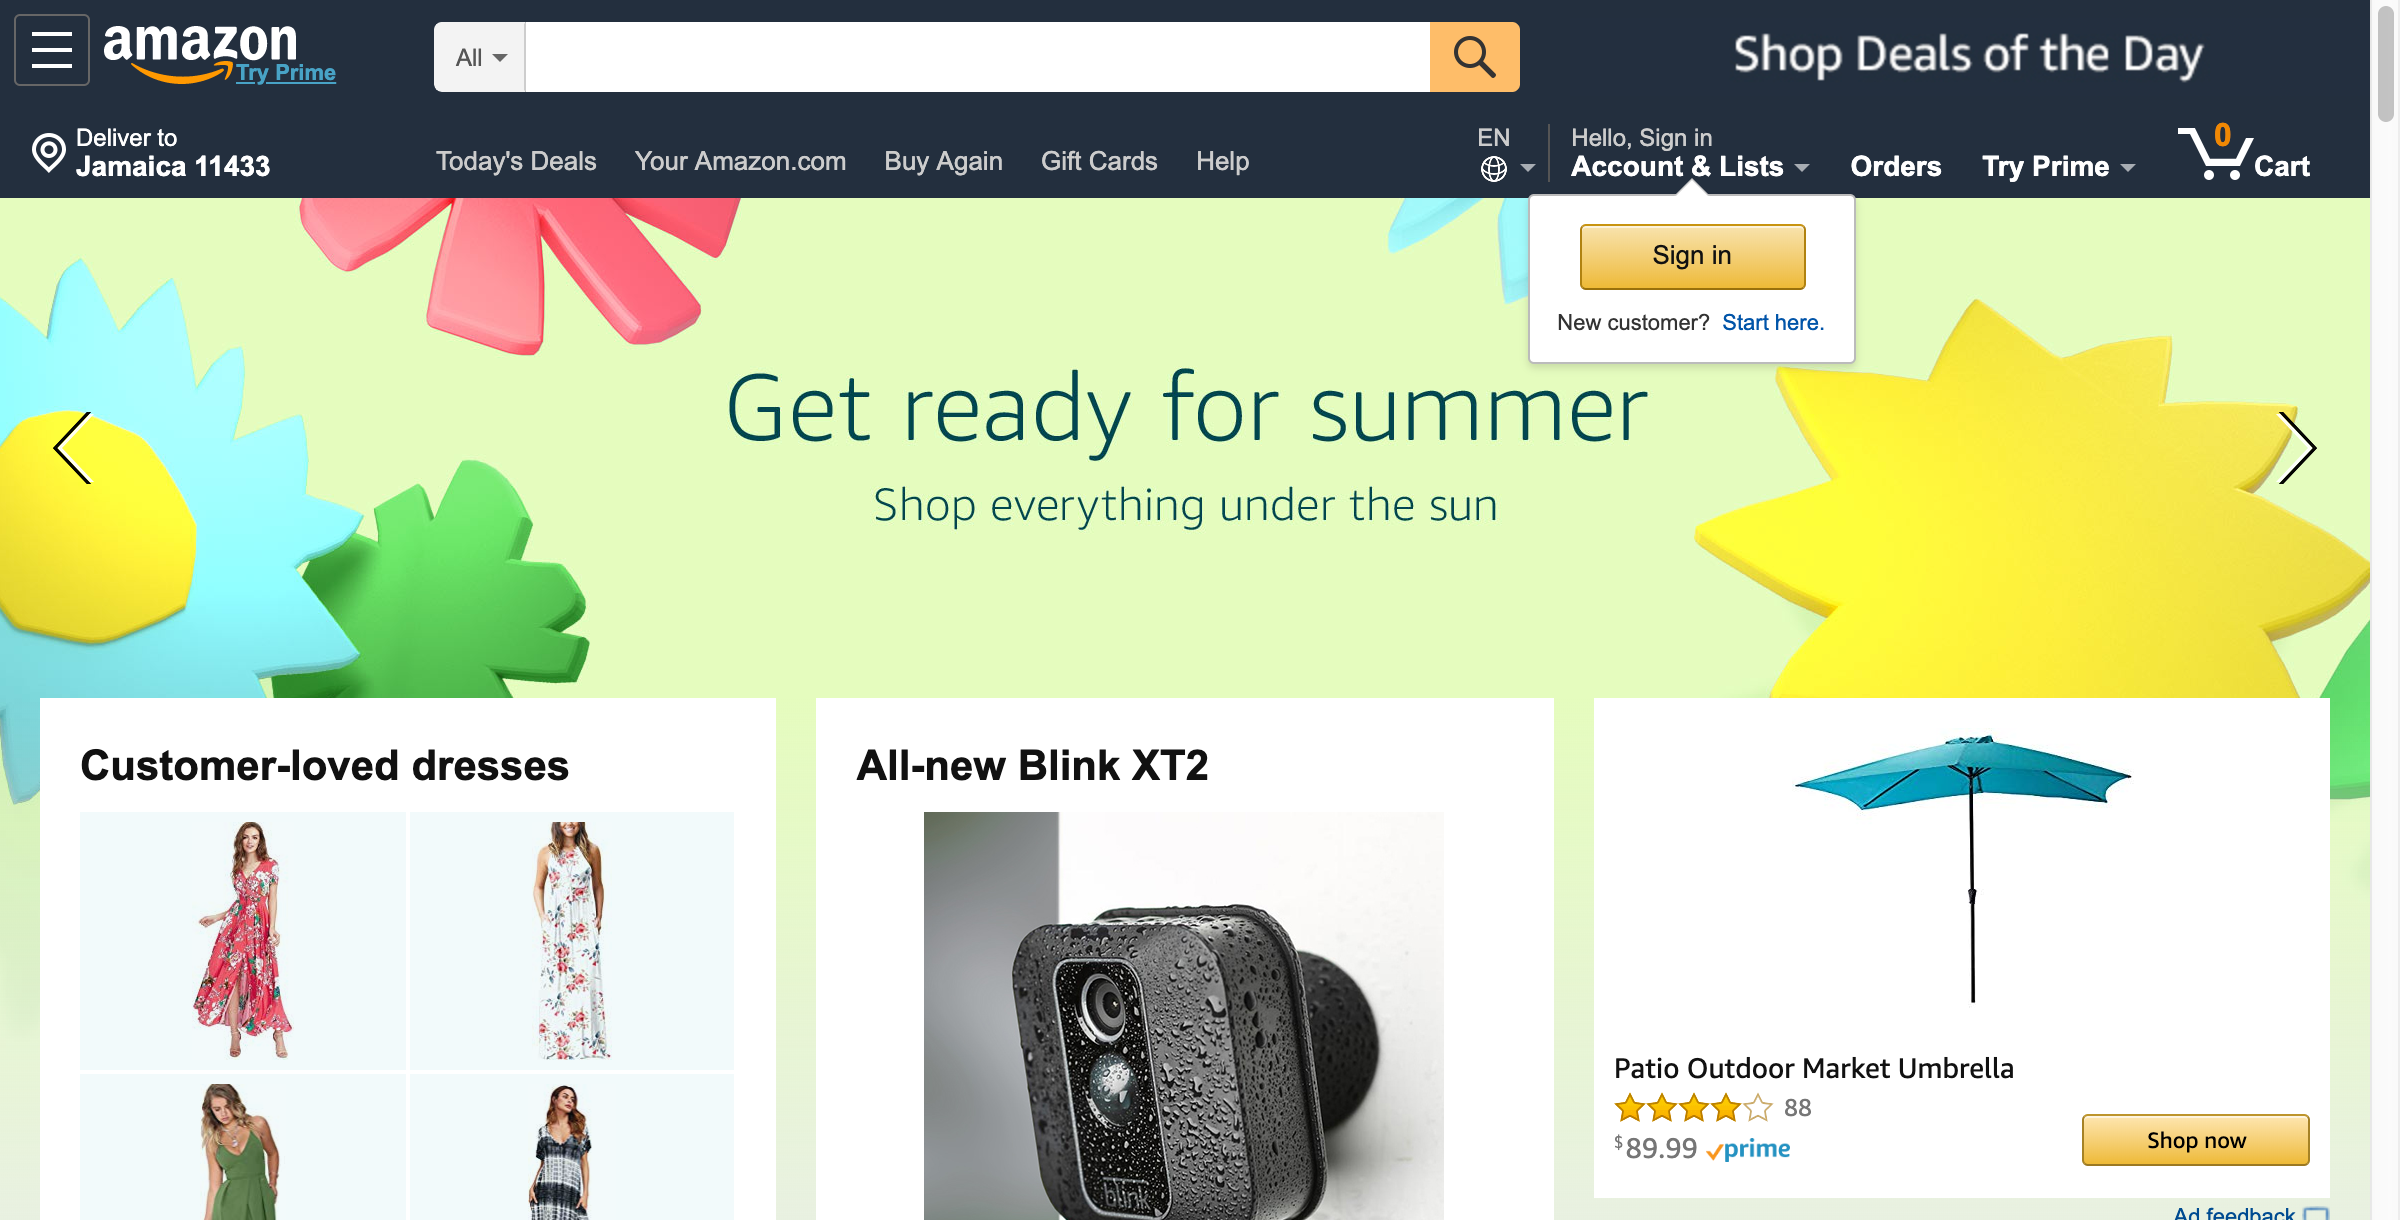 amazon
Try Prime
All
Shop Deals of the Day
Deliver to
Jamaica 11433
Today's Deals
Your Amazon.com
Buy Again
Gift Cards
Help
EN
Hello, Sign in
Account & Lists
Orders
Try Prime
0
Cart
Sign in
New customer? Start here.
Get ready for summer
Shop everything under the sun
Customer-loved dresses
All-new Blink XT2
blink
Patio Outdoor Market Umbrella
88
$89.99 prime
Shop now
Ad feedback